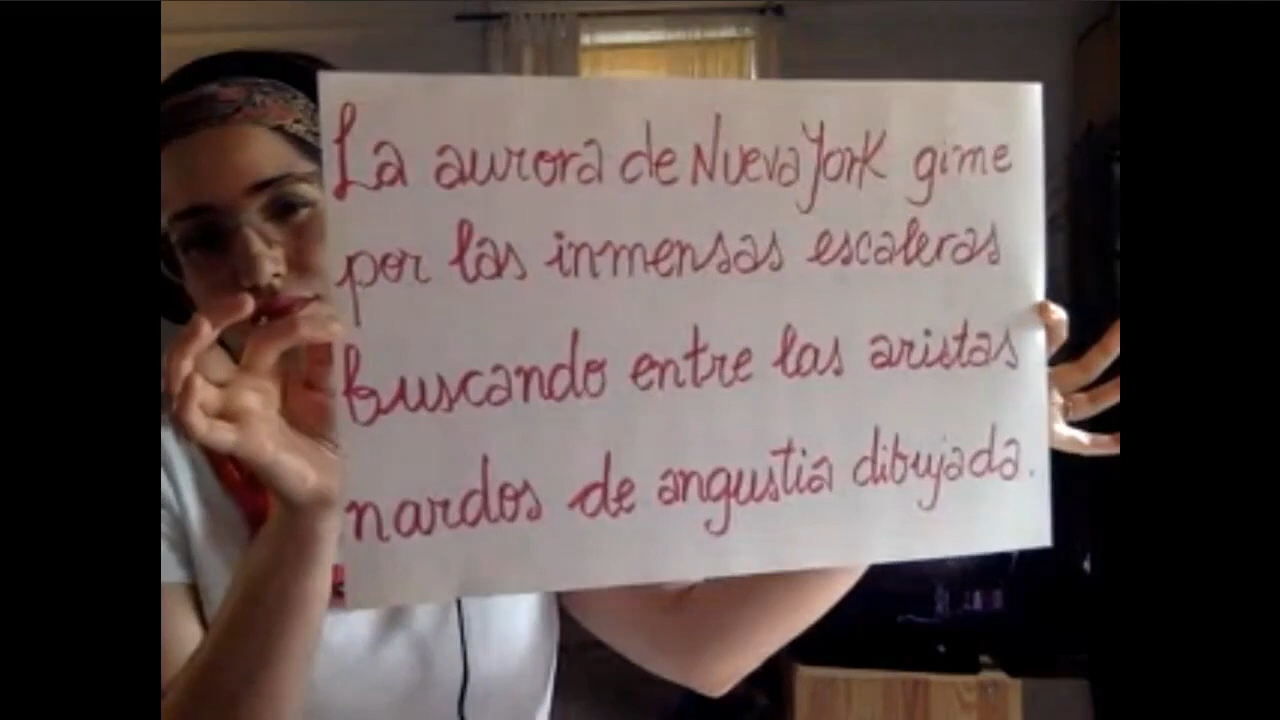 La aurora de Nueva York gime
por las inmensas escaleras
buscando entre las aristas
nardos de angustia dibujada.